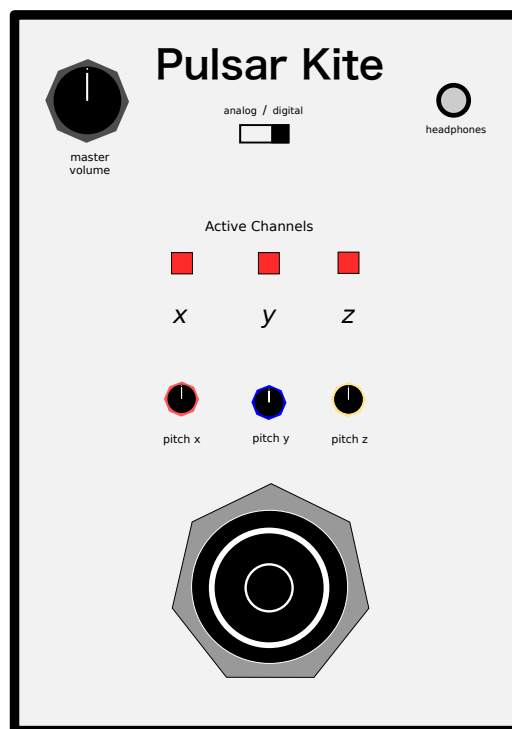 Pulsar Kite
analog / digital
headphones
master
volume
Active Channels
x y z
pitch x pitch y pitch z